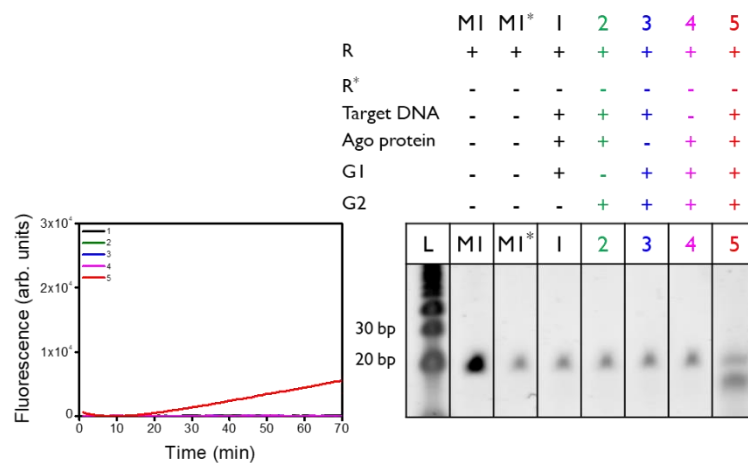 M1 M1* 1 2 3 4 5
R + + + + + + +
R* - - - - - - -
Target DNA - - + + + - +
Ago protein - - + + - + +
G1 - - + - + + +
G2 - - - + + + +
L M1 M1* 1 2 3 4 5
30 bp
20 bp
Fluorescence (arb. units)
3x10⁴
2x10⁴
1x10⁴
0
1
2
3
4
5
0 10 20 30 40 50 60 70
Time (min)